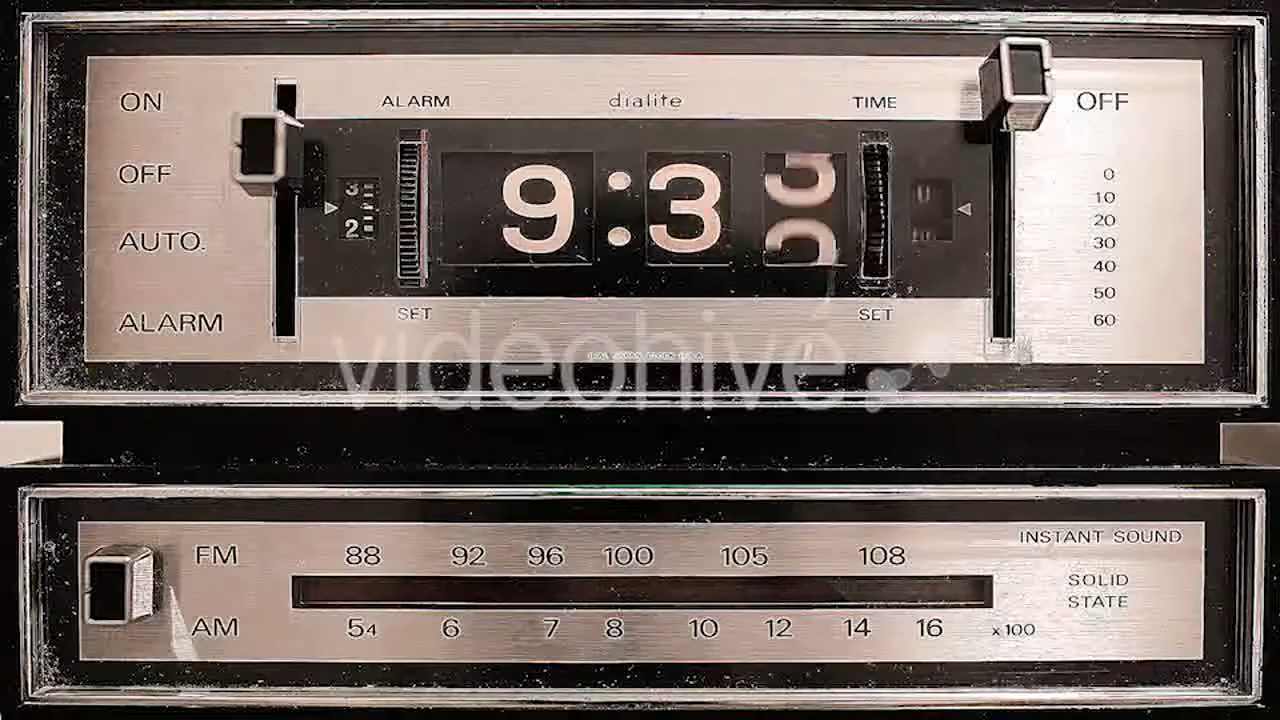 ON
ALARM
dialite
TIME
OFF
OFF
AUTO.
ALARM
3
2
9:3
SET
SET
0
10
20
30
40
50
60
videohive
FM 88 92 96 100 105 108
AM 54 6 7 8 10 12 14 16 x100
INSTANT SOUND
SOLID
STATE